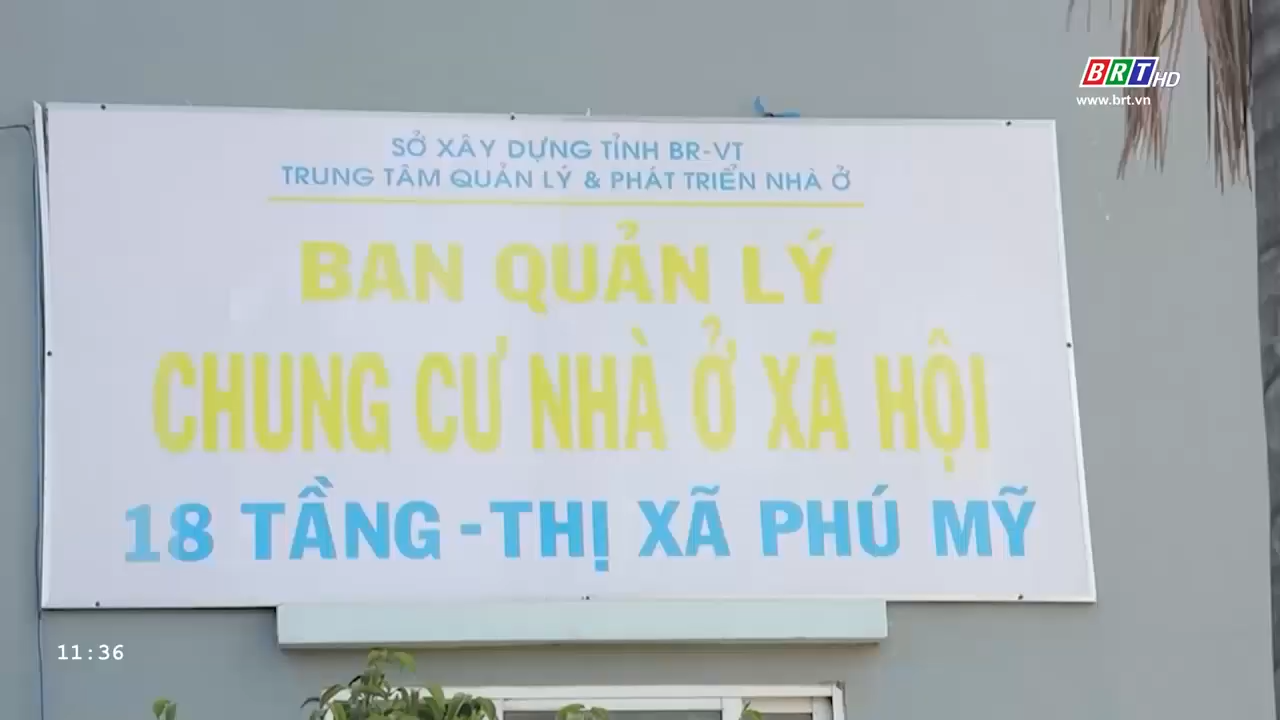 BRT HD
www.brt.vn
SỞ XÂY DỰNG TỈNH BR-VT
TRUNG TÂM QUẢN LÝ & PHÁT TRIỂN NHÀ Ở
BAN QUẢN LÝ
CHUNG CƯ NHÀ Ở XÃ HỘI
18 TẦNG - THỊ XÃ PHÚ MỸ
11:36